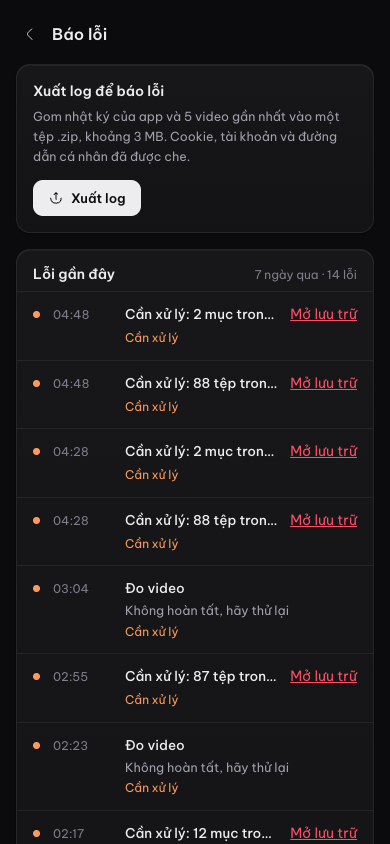 Báo lỗi
Xuất log để báo lỗi
Gom nhật ký của app và 5 video gần nhất vào một
tệp .zip, khoảng 3 MB. Cookie, tài khoản và đường
dẫn cá nhân đã được che.
Xuất log
Lỗi gần đây
7 ngày qua · 14 lỗi
04:48 Cần xử lý: 2 mục tron... Mở lưu trữ
Cần xử lý
04:48 Cần xử lý: 88 tệp tron... Mở lưu trữ
Cần xử lý
04:28 Cần xử lý: 2 mục tron... Mở lưu trữ
Cần xử lý
04:28 Cần xử lý: 88 tệp tron... Mở lưu trữ
Cần xử lý
03:04 Đo video
Không hoàn tất, hãy thử lại
Cần xử lý
02:55 Cần xử lý: 87 tệp tron... Mở lưu trữ
Cần xử lý
02:23 Đo video
Không hoàn tất, hãy thử lại
Cần xử lý
02:17 Cần xử lý: 12 mục tro... Mở lưu trữ